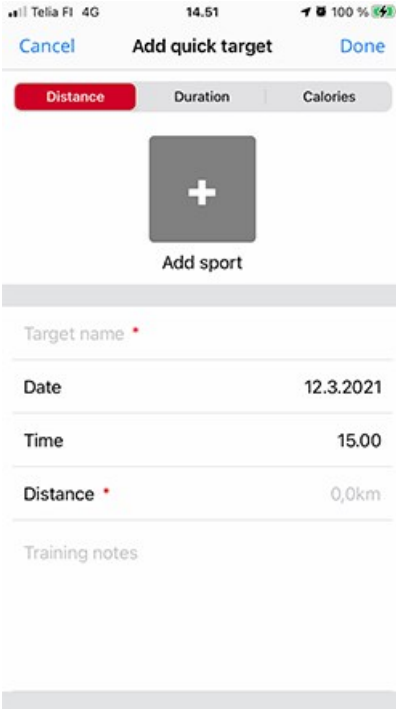 Telia FI 4G 14.51 100 %
Cancel Add quick target Done
Distance Duration Calories
Add sport
Target name *
Date 12.3.2021
Time 15.00
Distance * 0,0km
Training notes